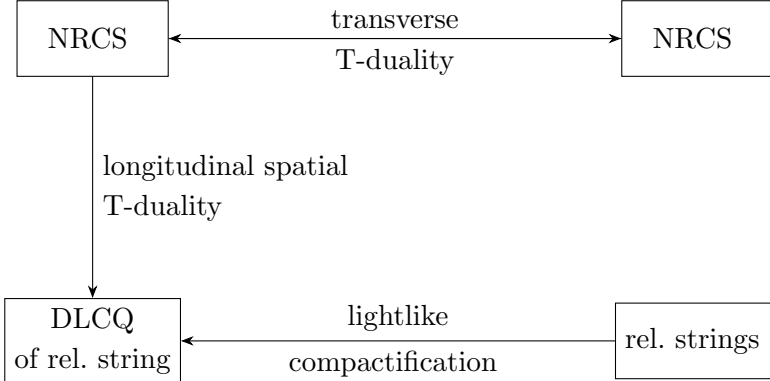 NRCS
transverse
T-duality
NRCS
longitudinal spatial
T-duality
DLCQ
of rel. string
lightlike
compactification
rel. strings